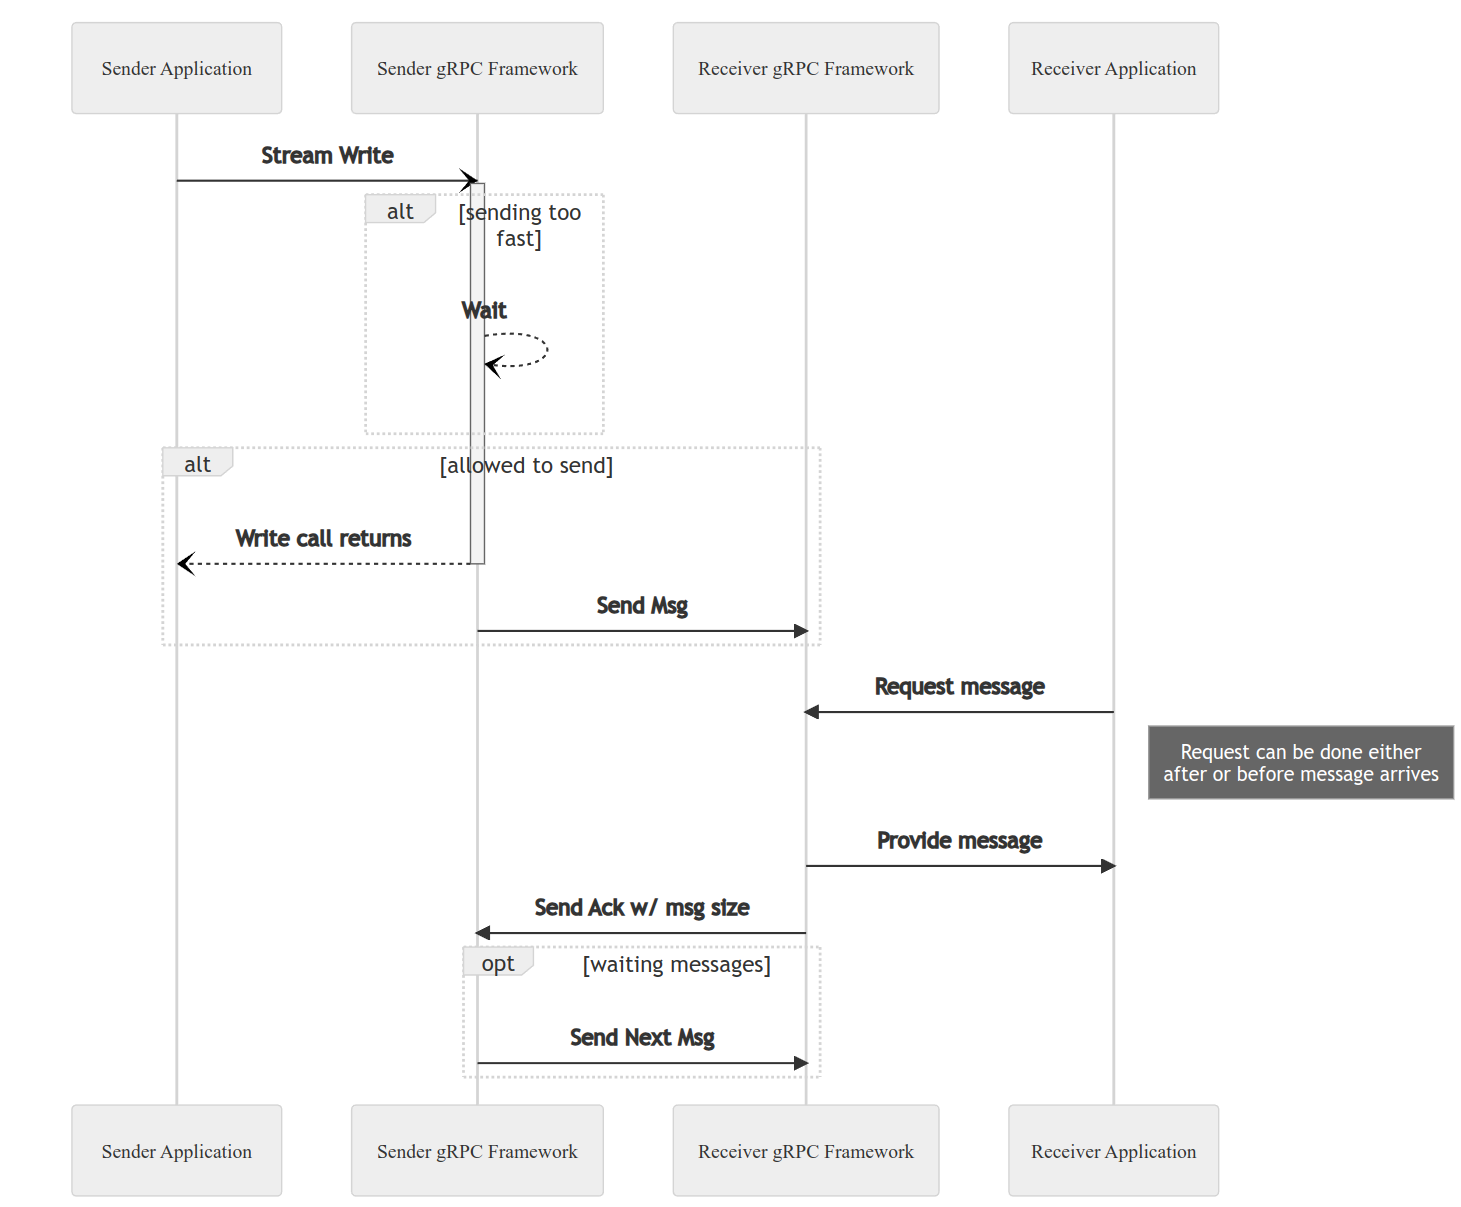 Sender Application
Sender gRPC Framework
Receiver gRPC Framework
Receiver Application
Stream Write
alt
[sending too
fast]
Wait
alt
[allowed to send]
Write call returns
Send Msg
Request message
Request can be done either
after or before message arrives
Provide message
Send Ack w/ msg size
opt
[waiting messages]
Send Next Msg
Sender Application
Sender gRPC Framework
Receiver gRPC Framework
Receiver Application